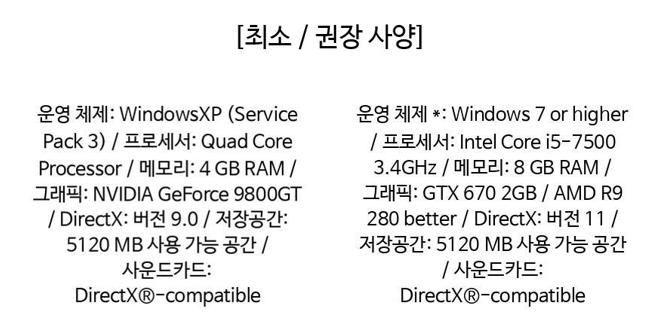 [최소 / 권장 사양]
운영 체제: WindowsXP (Service
Pack 3) / 프로세서: Quad Core
Processor / 메모리: 4 GB RAM /
그래픽: NVIDIA GeForce 9800GT
/ DirectX: 버전 9.0 / 저장공간:
5120 MB 사용 가능 공간 /
사운드카드:
DirectX®-compatible
운영 체제 *: Windows 7 or higher
/ 프로세서: Intel Core i5-7500
3.4GHz / 메모리: 8 GB RAM /
그래픽: GTX 670 2GB / AMD R9
280 better / DirectX: 버전 11 /
저장공간: 5120 MB 사용 가능 공간
/ 사운드카드:
DirectX®-compatible